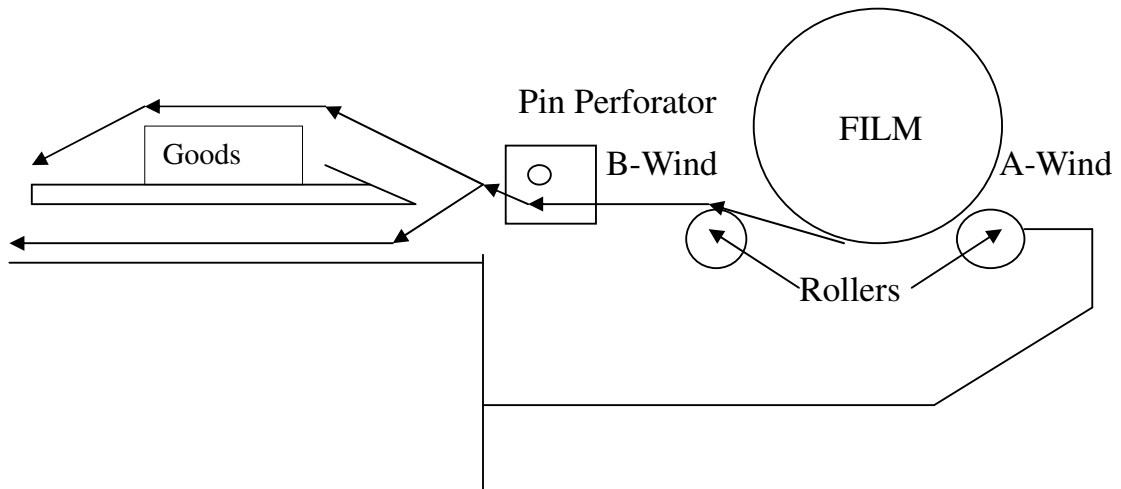 Pin Perforator
FILM
Goods
B-Wind
A-Wind
Rollers